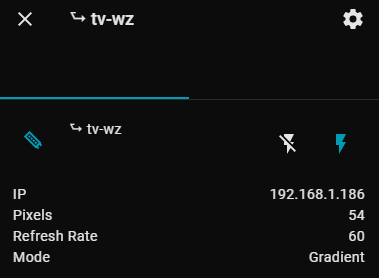 tv-wz
tv-wz
IP 192.168.1.186
Pixels 54
Refresh Rate 60
Mode Gradient